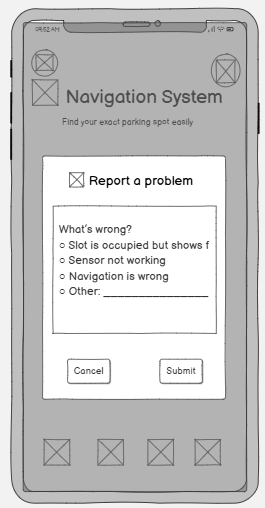 09:52 AM
Navigation System
Find your exact parking spot easily
Report a problem
What's wrong?
○ Slot is occupied but shows f
○ Sensor not working
○ Navigation is wrong
○ Other: ___________________
Cancel Submit